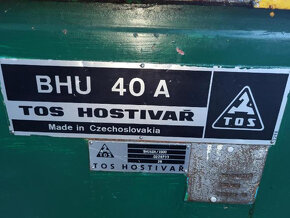 BHU 40 A
TOS HOSTIVAŘ
Made in Czechoslovakia
TOS
TOS HOSTIVAŘ